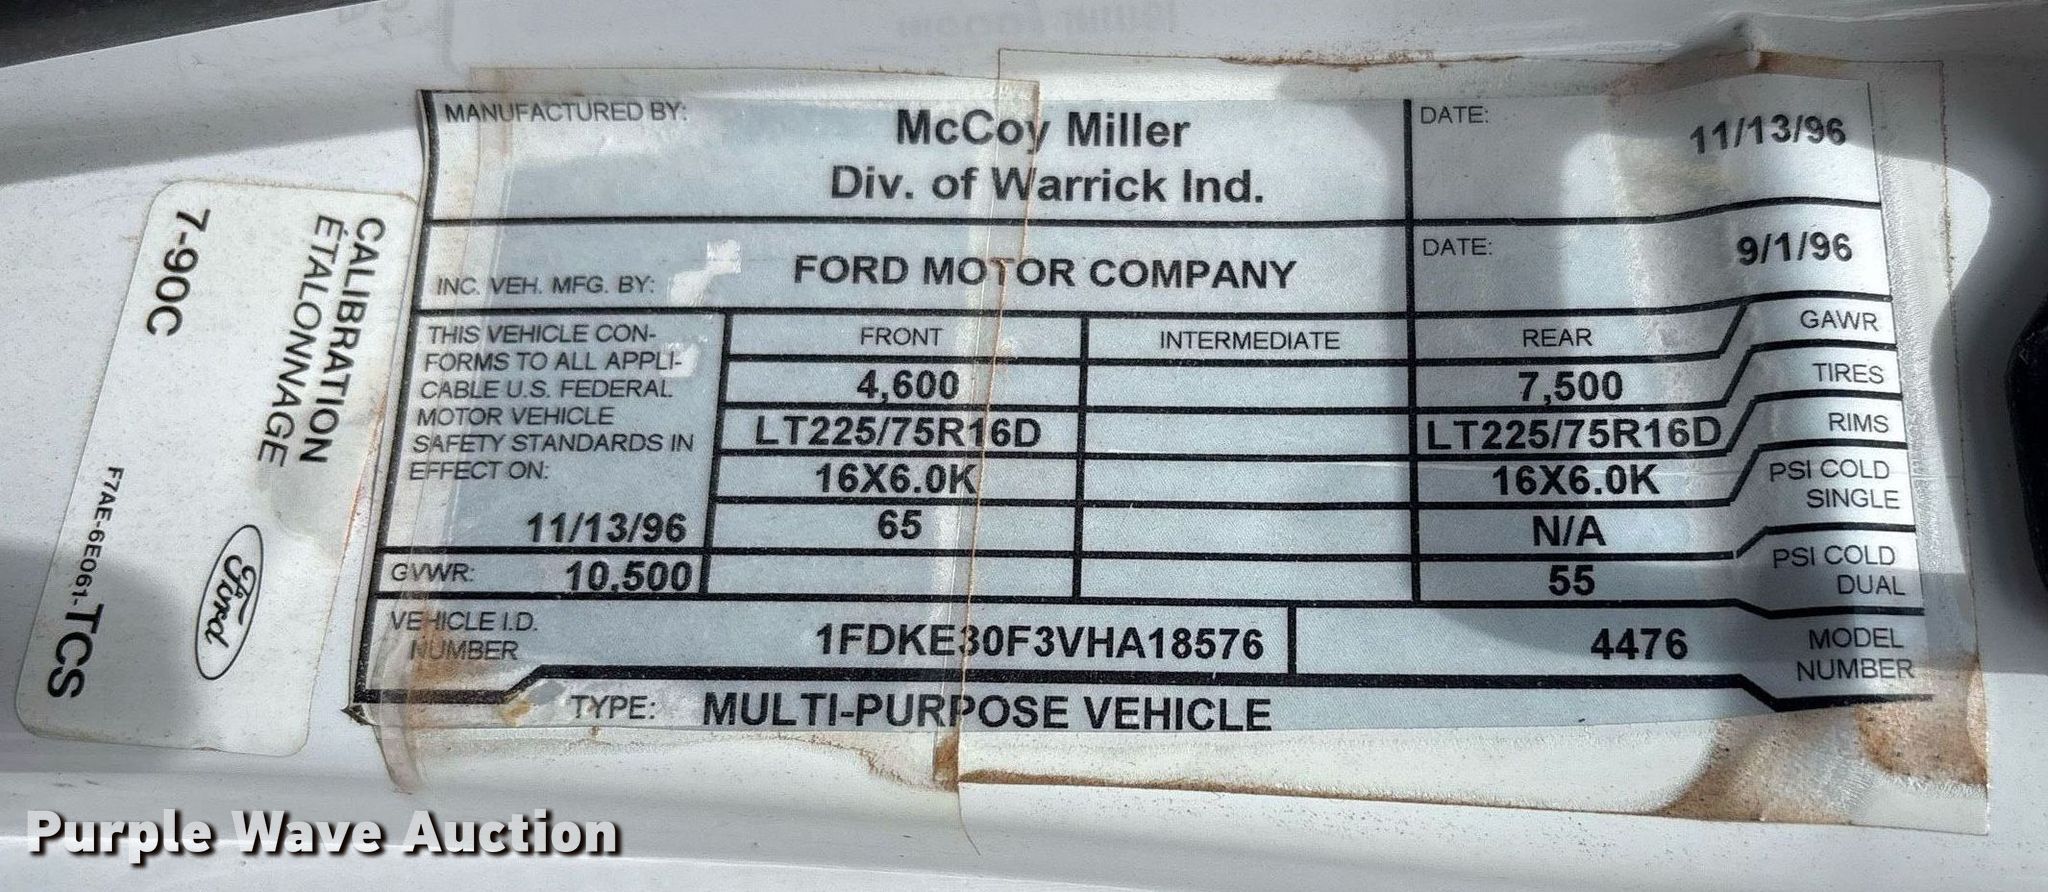 MANUFACTURED BY:
McCoy Miller
Div. of Warrick Ind.
DATE:
11/13/96
INC. VEH. MFG. BY:
FORD MOTOR COMPANY
DATE:
9/1/96
THIS VEHICLE CON-
FORMS TO ALL APPLI-
CABLE U.S. FEDERAL
MOTOR VEHICLE
SAFETY STANDARDS IN
EFFECT ON:
11/13/96
FRONT INTERMEDIATE REAR GAWR
4,600 7,500 TIRES
LT225/75R16D LT225/75R16D RIMS
16X6.0K 16X6.0K PSI COLD SINGLE
65 N/A PSI COLD DUAL
55
GVWR: 10,500
VEHICLE I.D.
NUMBER
1FDKE30F3VHA18576
4476
MODEL
NUMBER
TYPE: MULTI-PURPOSE VEHICLE
CALIBRATION
ÉTALONNAGE
7-90C
Ford
F7AE-6E061-TCS
Purple Wave Auction